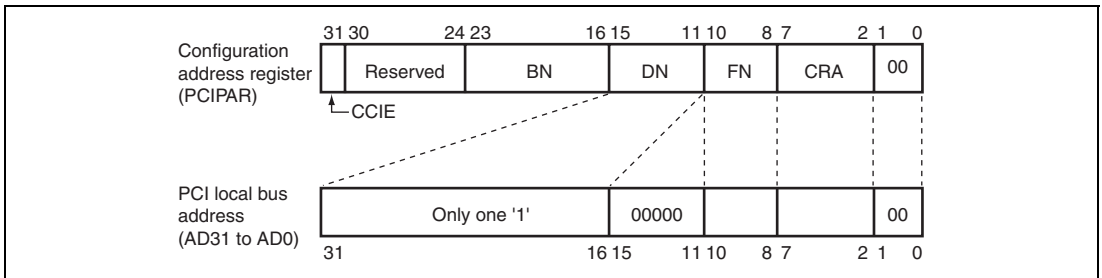 31 30 24 23 16 15 11 10 8 7 2 1 0
Configuration
address register
(PCIPAR)
Reserved BN DN FN CRA 00
CCIE
PCI local bus
address
(AD31 to AD0)
Only one '1' 00000 00
31 16 15 11 10 8 7 2 1 0